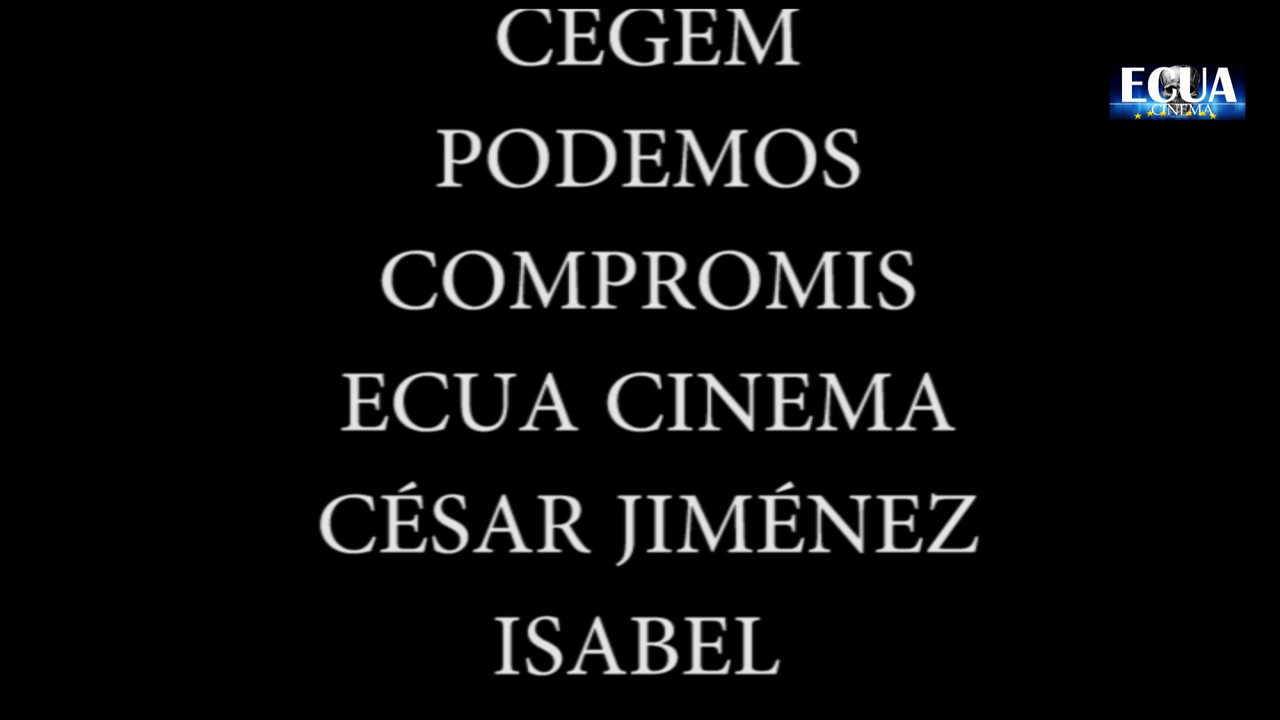 CEGEM
ECUA
CINEMA
PODEMOS
COMPROMIS
ECUA CINEMA
CÉSAR JIMÉNEZ
ISABEL